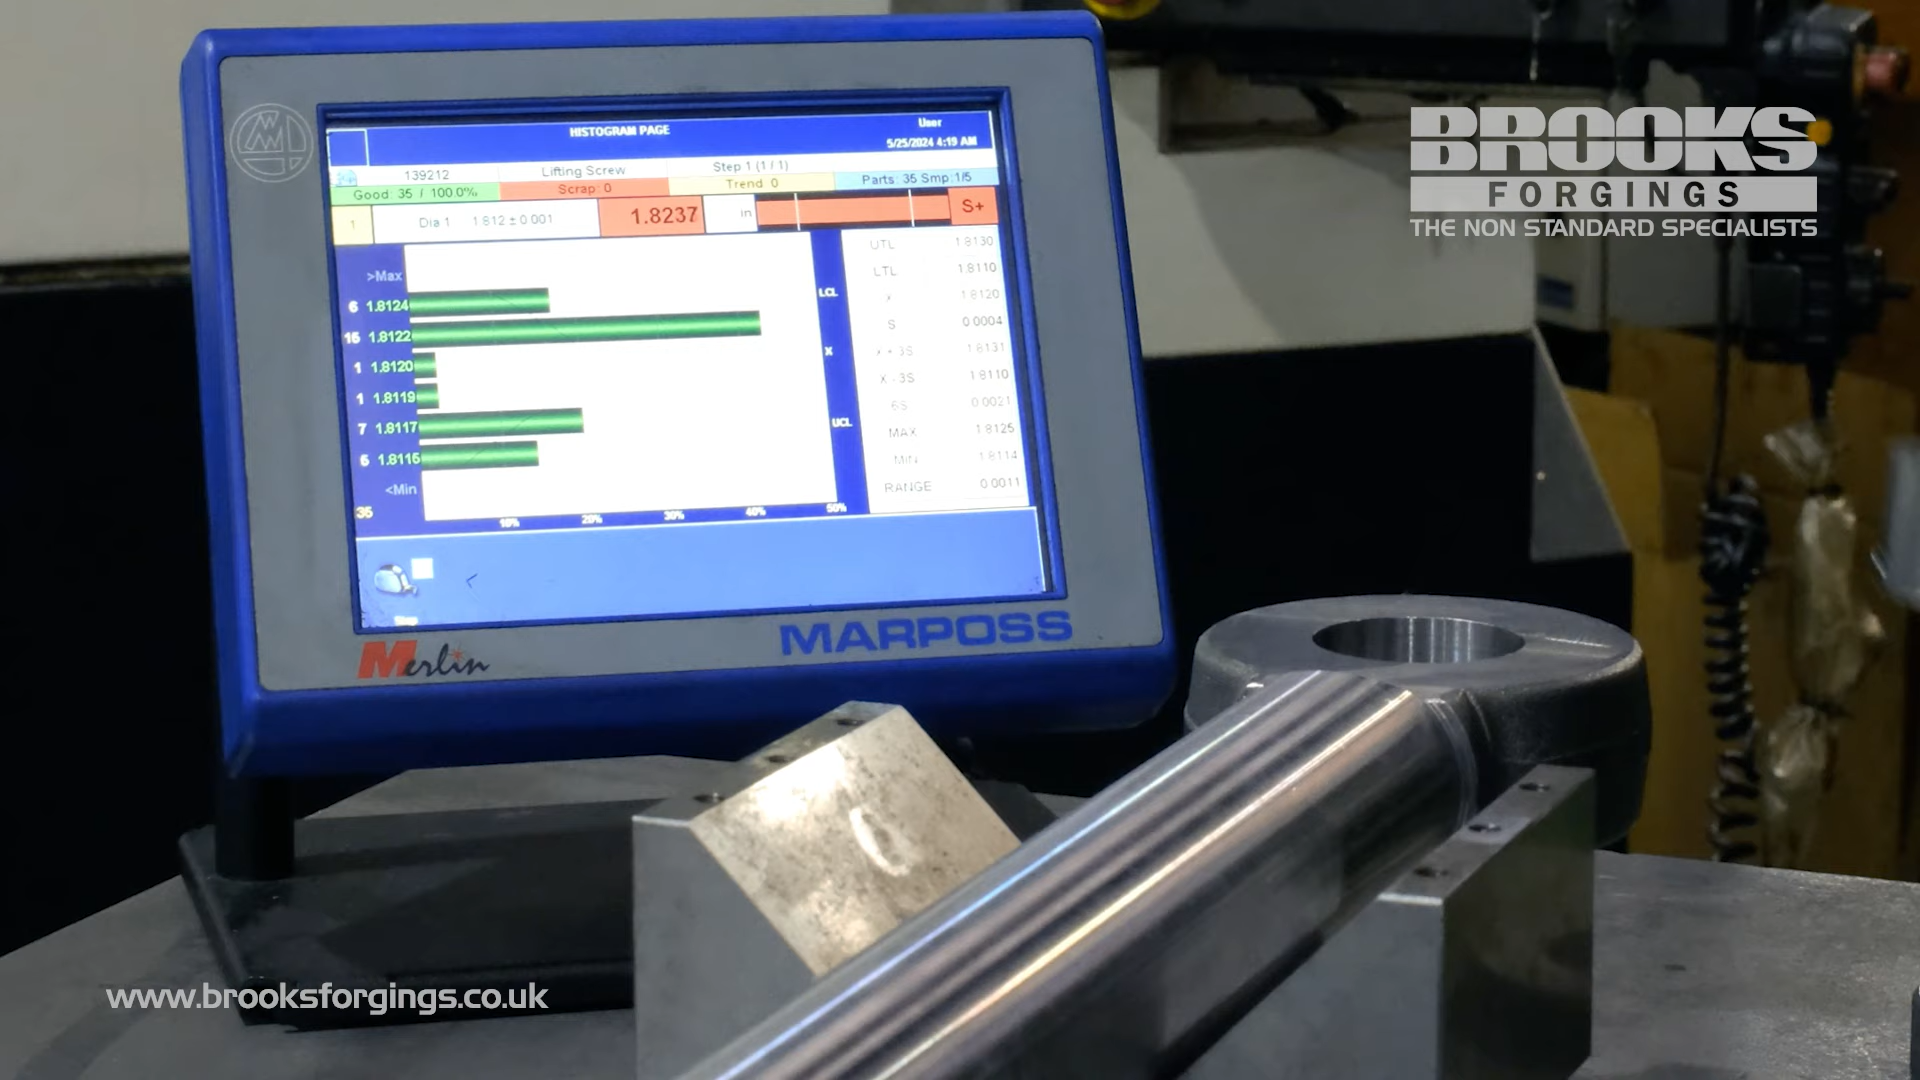 HISTOGRAM PAGE
User
5/25/2024 4:19 AM
139212
Lifting Screw
Step 1 (1 / 1)
Good: 35 / 100.0%
Scrap: 0
Trend: 0
Parts: 35 Smp:1/5
1
Dia 1
1.812 ± 0.001
1.8237
in
S+
>Max
6 1.8124
15 1.8122
1 1.8120
1 1.8119
7 1.8117
5 1.8115
<Min
35
10% 20% 30% 40% 50%
LCL
X
UCL
UTL 1.8130
LTL 1.8110
X 1.8120
S 0.0004
X + 3S 1.8131
X - 3S 1.8110
6S 0.0021
MAX 1.8125
MIN 1.8114
RANGE 0.0011
Merlin
MARPOSS
BROOKS
FORGINGS
THE NON STANDARD SPECIALISTS
www.brooksforgings.co.uk